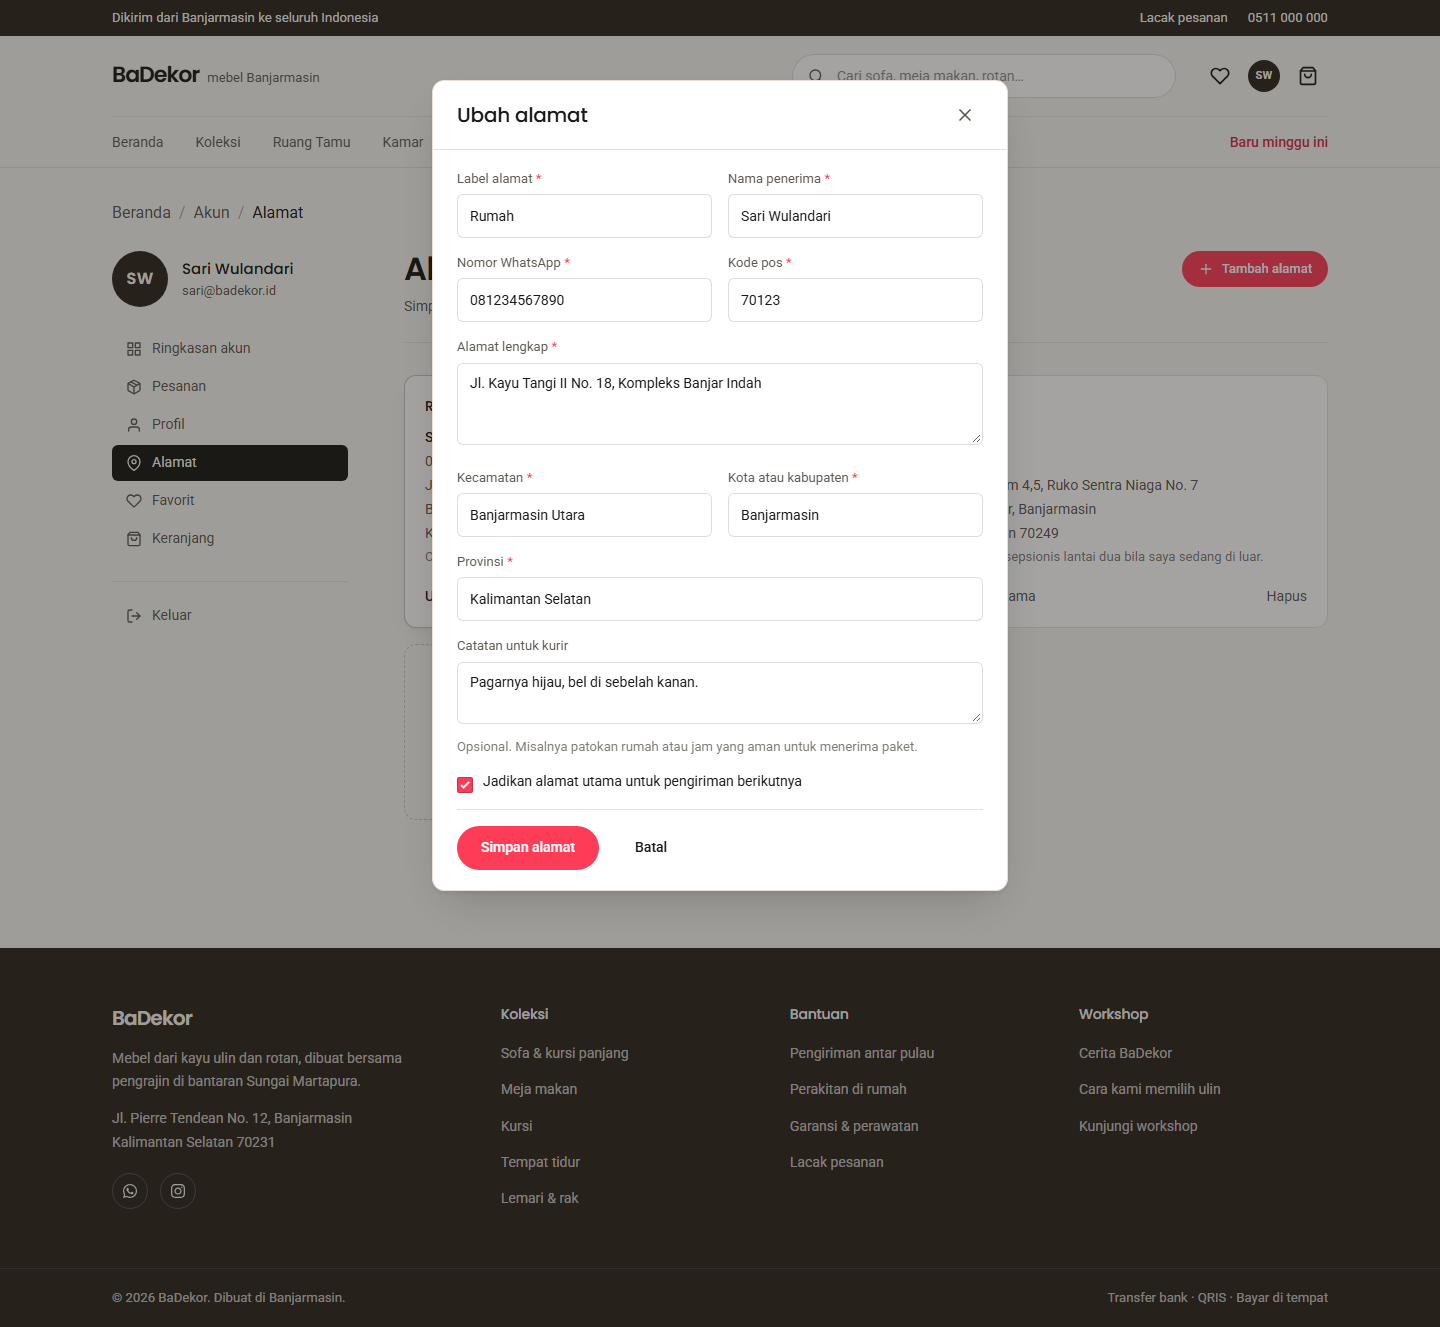 Dikirim dari Banjarmasin ke seluruh Indonesia
Lacak pesanan
0511 000 000
BaDekor mebel Banjarmasin
Cari sofa, meja makan, rotan...
SW
Beranda
Koleksi
Ruang Tamu
Kamar
Baru minggu ini
Beranda / Akun / Alamat
SW
Sari Wulandari
sari@badekor.id
Ringkasan akun
Pesanan
Profil
Alamat
Favorit
Keranjang
Keluar
Tambah alamat
Ubah alamat
Label alamat *
Rumah
Nama penerima *
Sari Wulandari
Nomor WhatsApp *
081234567890
Kode pos *
70123
Alamat lengkap *
Jl. Kayu Tangi II No. 18, Kompleks Banjar Indah
Kecamatan *
Banjarmasin Utara
Kota atau kabupaten *
Banjarmasin
Provinsi *
Kalimantan Selatan
Catatan untuk kurir
Pagarnya hijau, bel di sebelah kanan.
Opsional. Misalnya patokan rumah atau jam yang aman untuk menerima paket.
Jadikan alamat utama untuk pengiriman berikutnya
Simpan alamat
Batal
4,5, Ruko Sentra Niaga No. 7
Banjarmasin
70249
lantai dua bila saya sedang di luar.
Hapus
BaDekor
Mebel dari kayu ulin dan rotan, dibuat bersama
pengrajin di bantaran Sungai Martapura.
Jl. Pierre Tendean No. 12, Banjarmasin
Kalimantan Selatan 70231
Koleksi
Sofa & kursi panjang
Meja makan
Kursi
Tempat tidur
Lemari & rak
Bantuan
Pengiriman antar pulau
Perakitan di rumah
Garansi & perawatan
Lacak pesanan
Workshop
Cerita BaDekor
Cara kami memilih ulin
Kunjungi workshop
© 2026 BaDekor. Dibuat di Banjarmasin.
Transfer bank · QRIS · Bayar di tempat